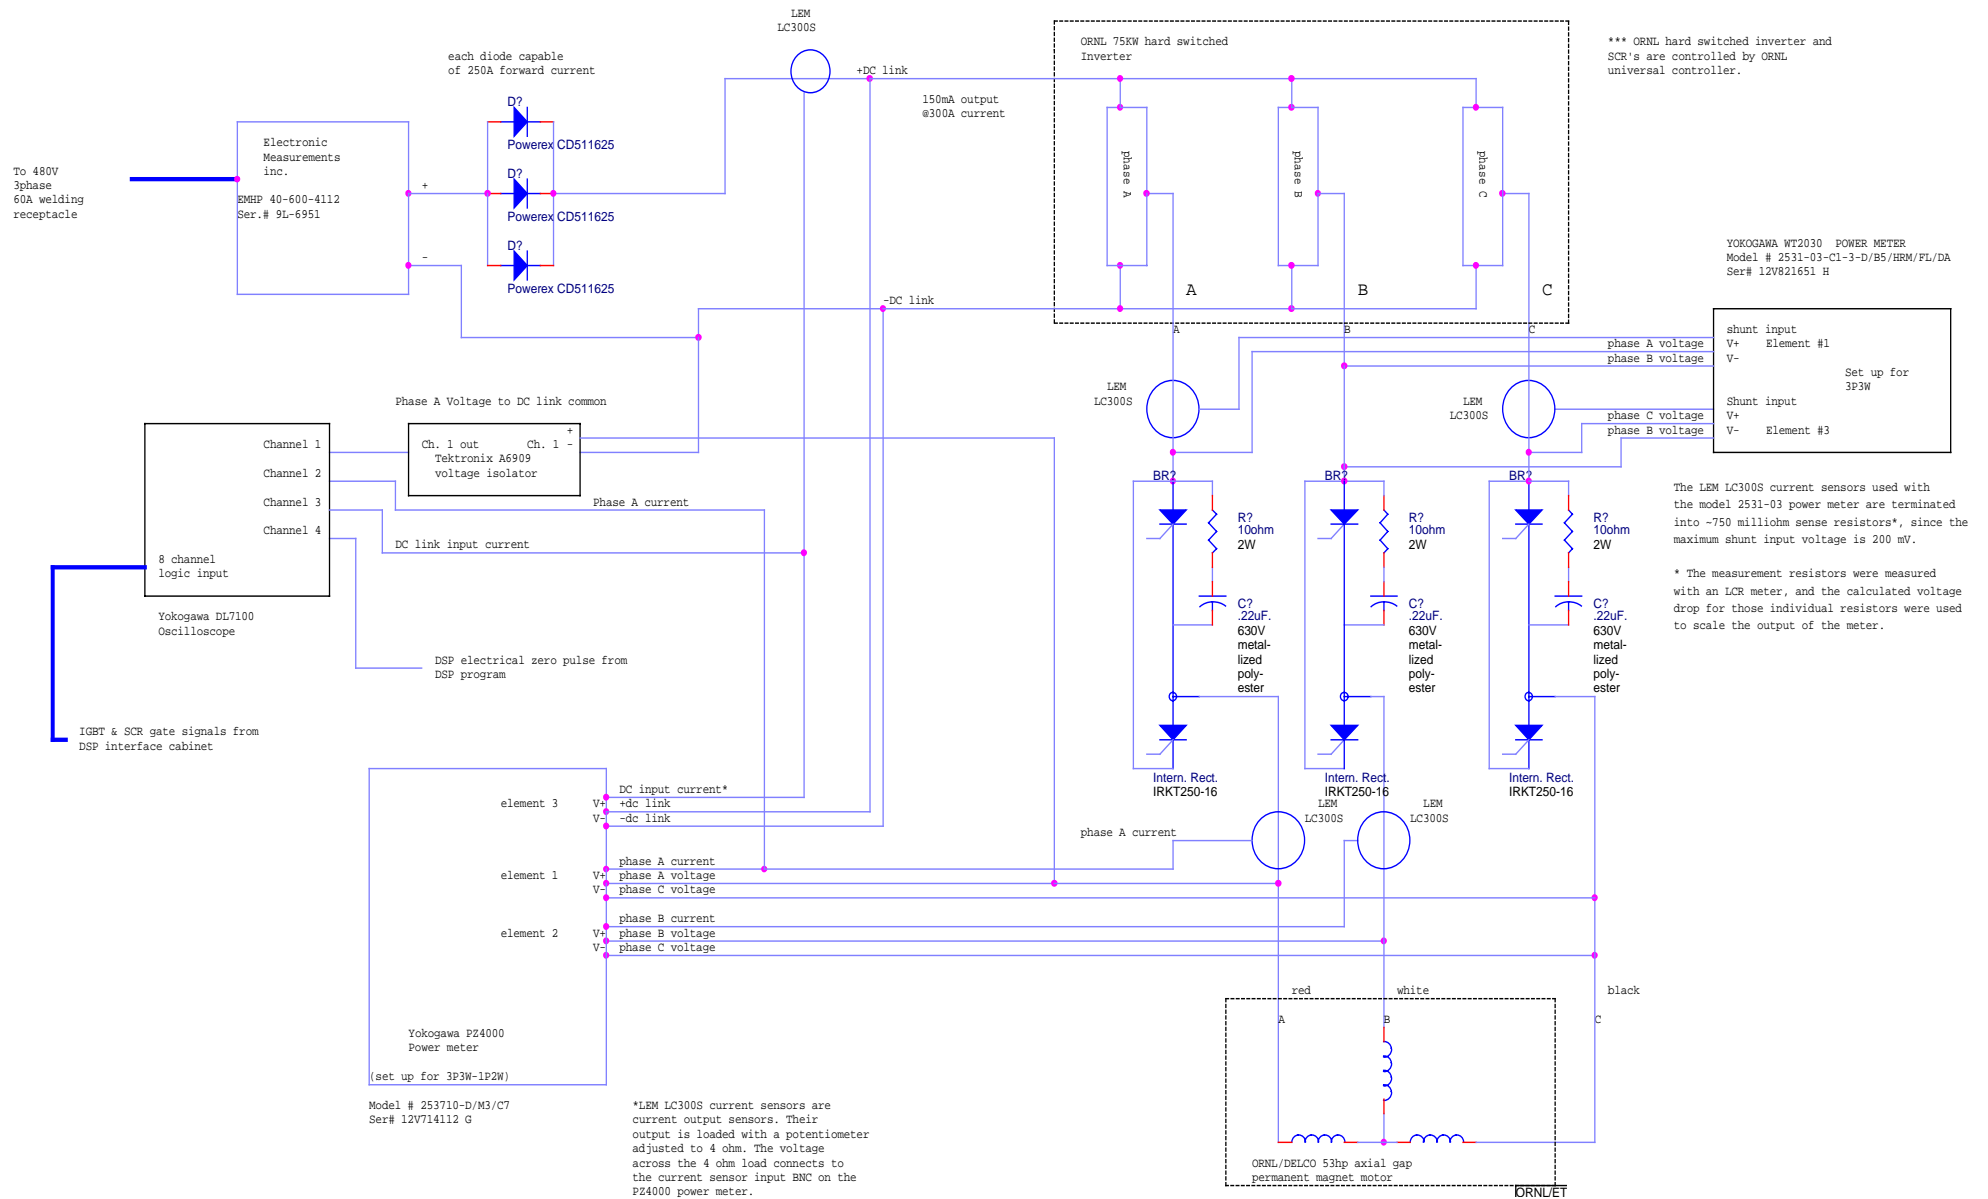 LEM
LC300S
each diode capable
of 250A forward current
+DC link
150mA output
@300A current
ORNL 75KW hard switched
Inverter
*** ORNL hard switched inverter and
SCR's are controlled by ORNL
universal controller.
D?
Powerex CD511625
D?
Powerex CD511625
D?
Powerex CD511625
To 480V
3phase
60A welding
receptacle
Electronic
Measurements
inc.
EMHP 40-600-4112
Ser.# 9L-6951
+
-
phase A
phase B
phase C
A
B
C
-DC link
A
B
C
YOKOGAWA WT2030 POWER METER
Model # 2531-03-C1-3-D/B5/HRM/FL/DA
Ser# 12V821651 H
phase A voltage
phase B voltage
shunt input
V+ Element #1
V-
Set up for
3P3W
phase C voltage
phase B voltage
Shunt input
V+
V- Element #3
LEM
LC300S
LEM
LC300S
Phase A Voltage to DC link common
Channel 1
Channel 2
Channel 3
Channel 4
8 channel
logic input
Yokogawa DL7100
Oscilloscope
Ch. 1 out Ch. 1
+
-
Tektronix A6909
voltage isolator
Phase A current
DC link input current
DSP electrical zero pulse from
DSP program
IGBT & SCR gate signals from
DSP interface cabinet
The LEM LC300S current sensors used with
the model 2531-03 power meter are terminated
into ~750 milliohm sense resistors*, since the
maximum shunt input voltage is 200 mV.
* The measurement resistors were measured
with an LCR meter, and the calculated voltage
drop for those individual resistors were used
to scale the output of the meter.
BR?
R?
10ohm
2W
C?
.22uF.
630V
metal-
lized
poly-
ester
Intern. Rect.
IRKT250-16
BR?
R?
10ohm
2W
C?
.22uF.
630V
metal-
lized
poly-
ester
Intern. Rect.
IRKT250-16
BR?
R?
10ohm
2W
C?
.22uF.
630V
metal-
lized
poly-
ester
Intern. Rect.
IRKT250-16
LEM
LC300S
LEM
LC300S
phase A current
element 3
V+
V-
DC input current*
+dc link
-dc link
element 1
V+
V-
phase A current
phase A voltage
phase C voltage
element 2
V+
V-
phase B current
phase B voltage
phase C voltage
Yokogawa PZ4000
Power meter
(set up for 3P3W-1P2W)
Model # 253710-D/M3/C7
Ser# 12V714112 G
*LEM LC300S current sensors are
current output sensors. Their
output is loaded with a potentiometer
adjusted to 4 ohm. The voltage
across the 4 ohm load connects to
the current sensor input BNC on the
PZ4000 power meter.
red
white
black
A
B
C
ORNL/DELCO 53hp axial gap
permanent magnet motor
ORNL/ET